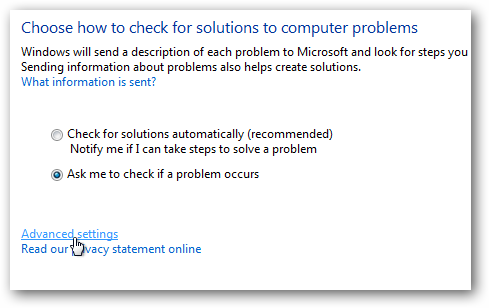 Choose how to check for solutions to computer problems
Windows will send a description of each problem to Microsoft and look for steps you
Sending information about problems also helps create solutions.
What information is sent?
Check for solutions automatically (recommended)
Notify me if I can take steps to solve a problem
Ask me to check if a problem occurs
Advanced settings
Read our privacy statement online